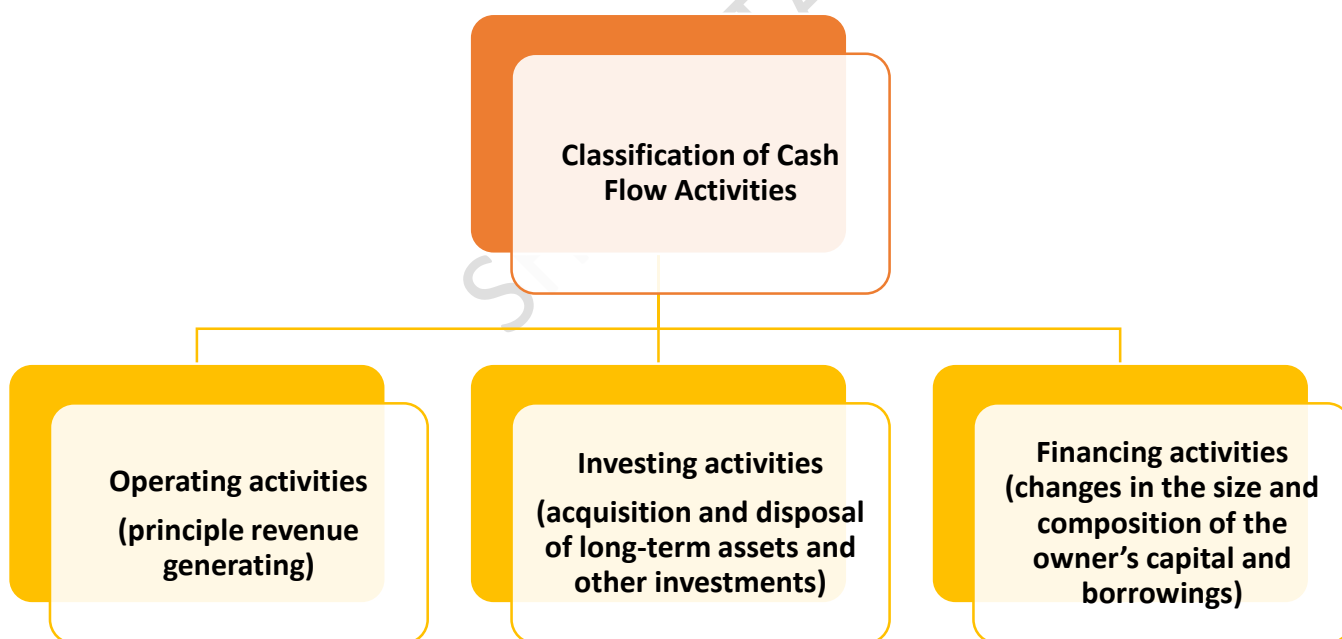 Classification of Cash
Flow Activities
Operating activities
(principle revenue
generating)
Investing activities
(acquisition and disposal
of long-term assets and
other investments)
Financing activities
(changes in the size and
composition of the
owner’s capital and
borrowings)